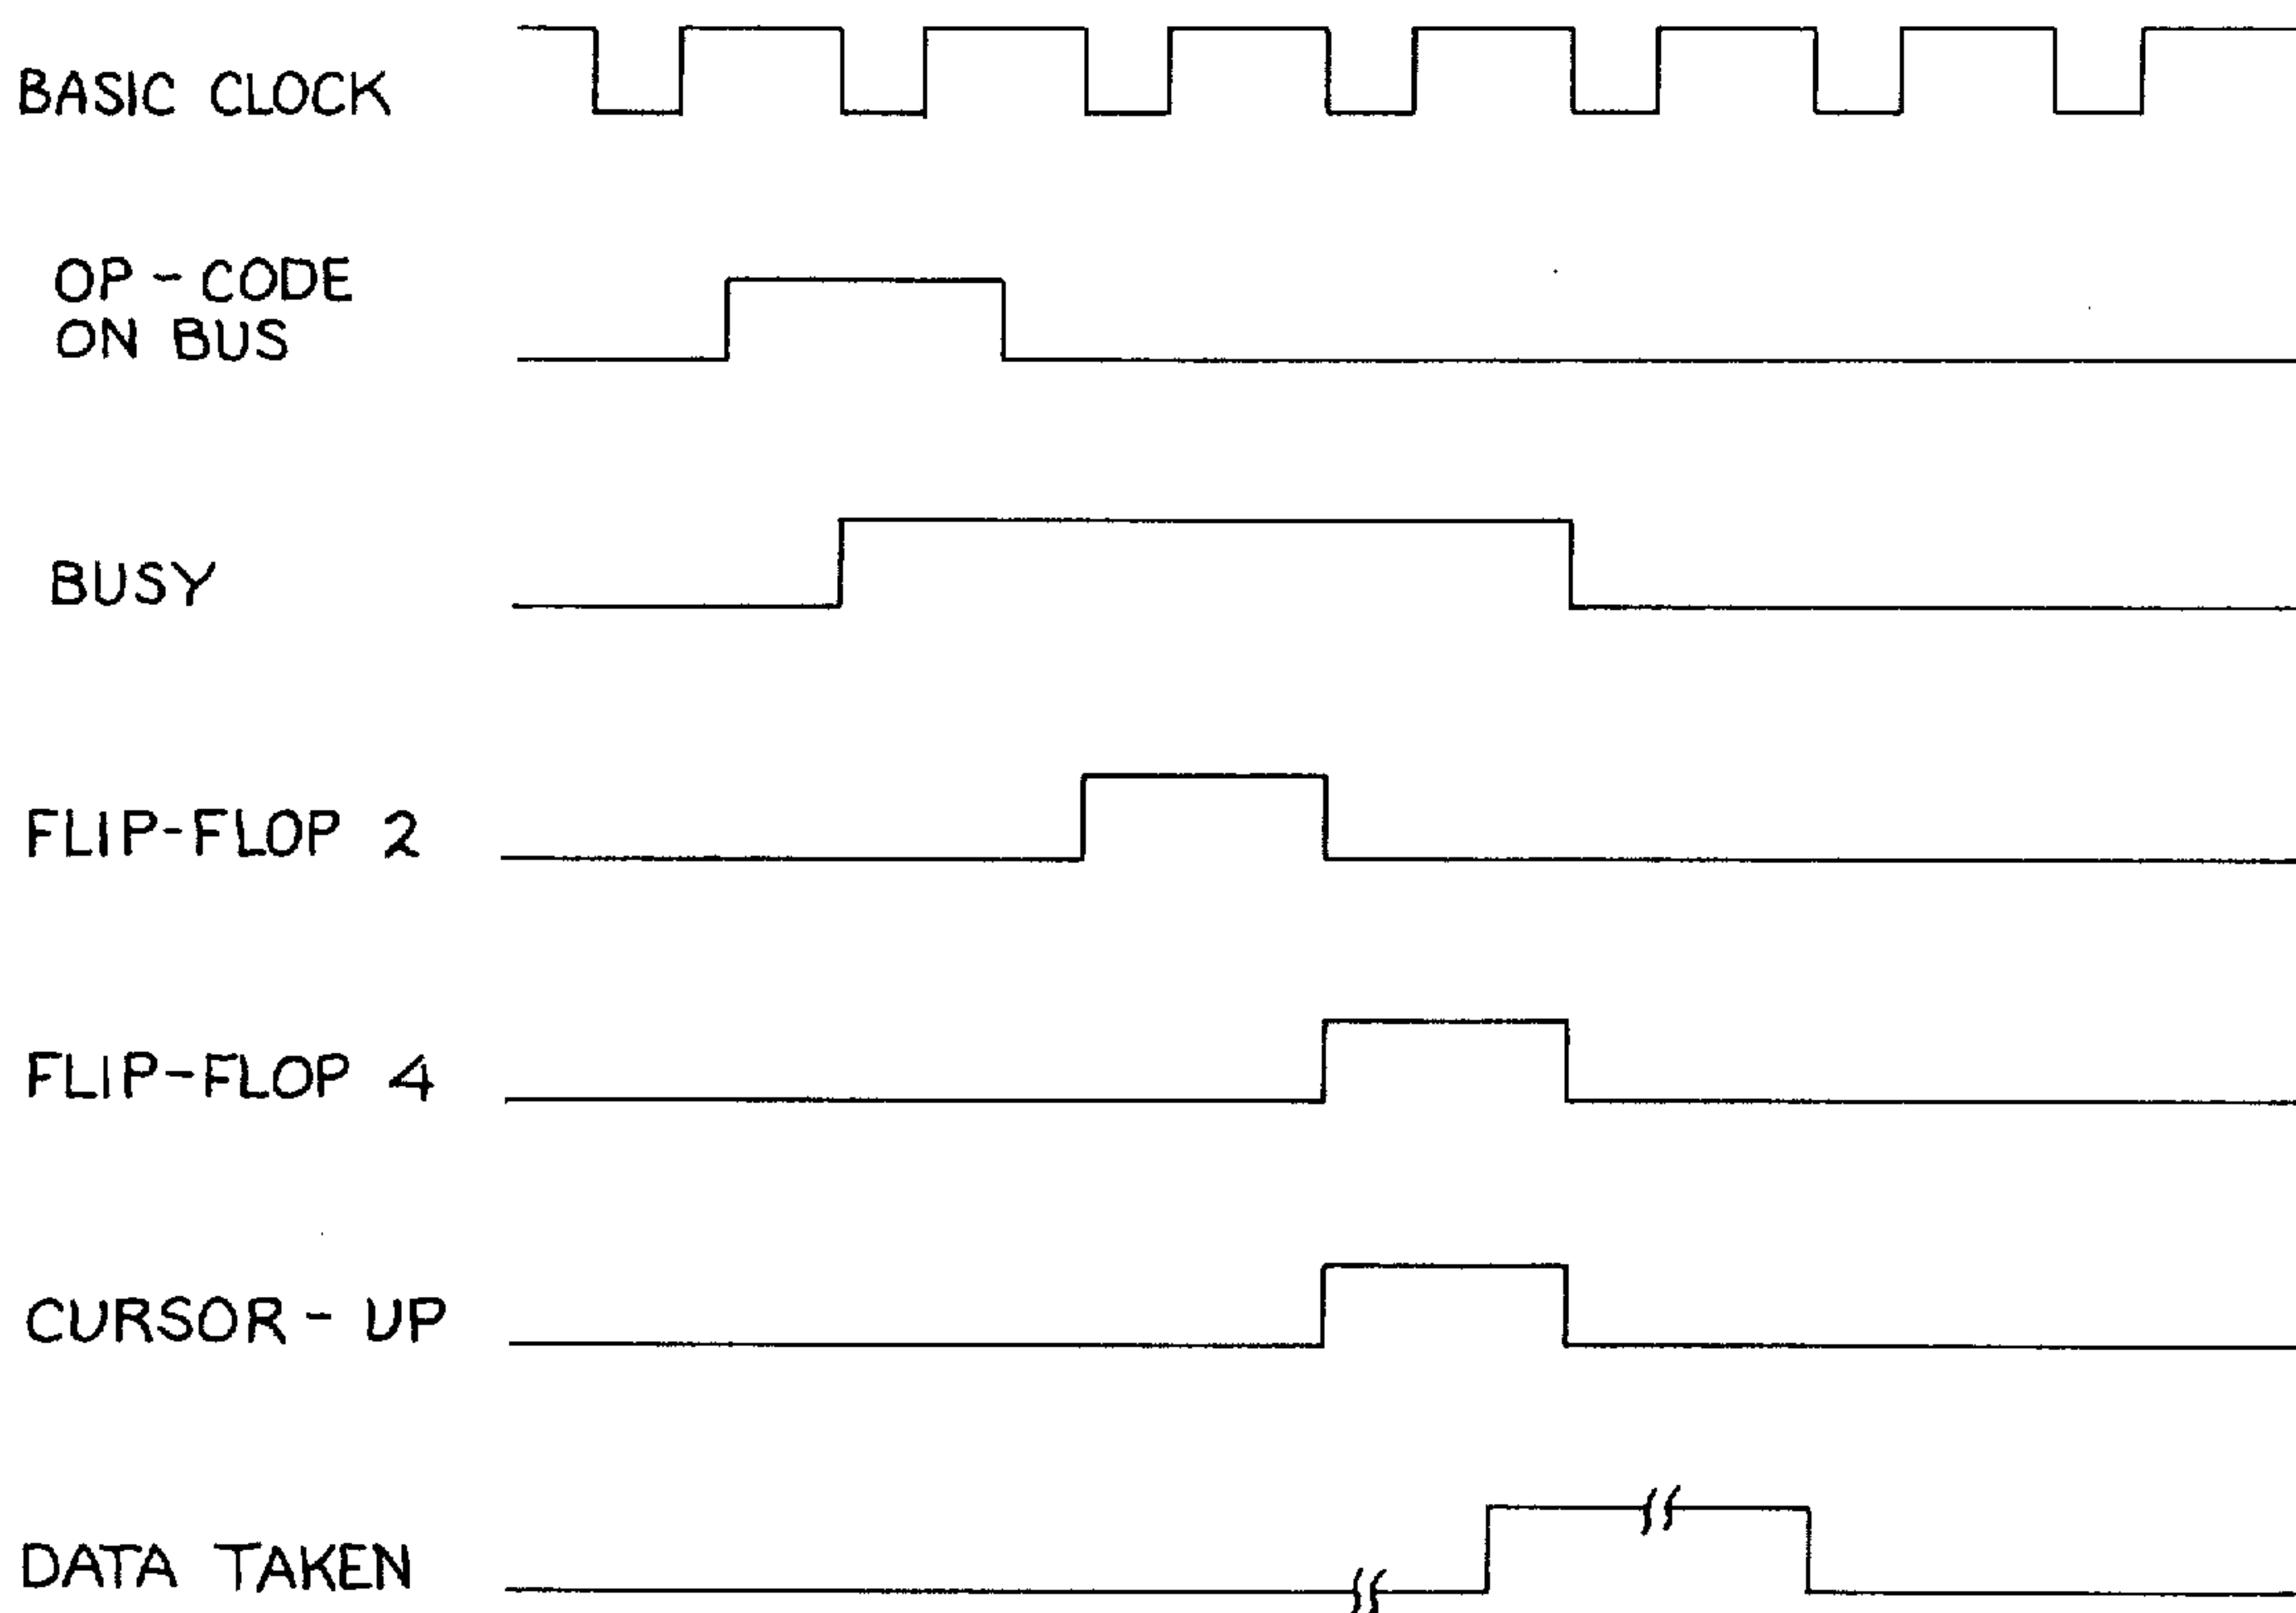 BASIC CLOCK
OP-CODE
ON BUS
BUSY
FLIP-FLOP 2
FLIP-FLOP 4
CURSOR-UP
DATA TAKEN